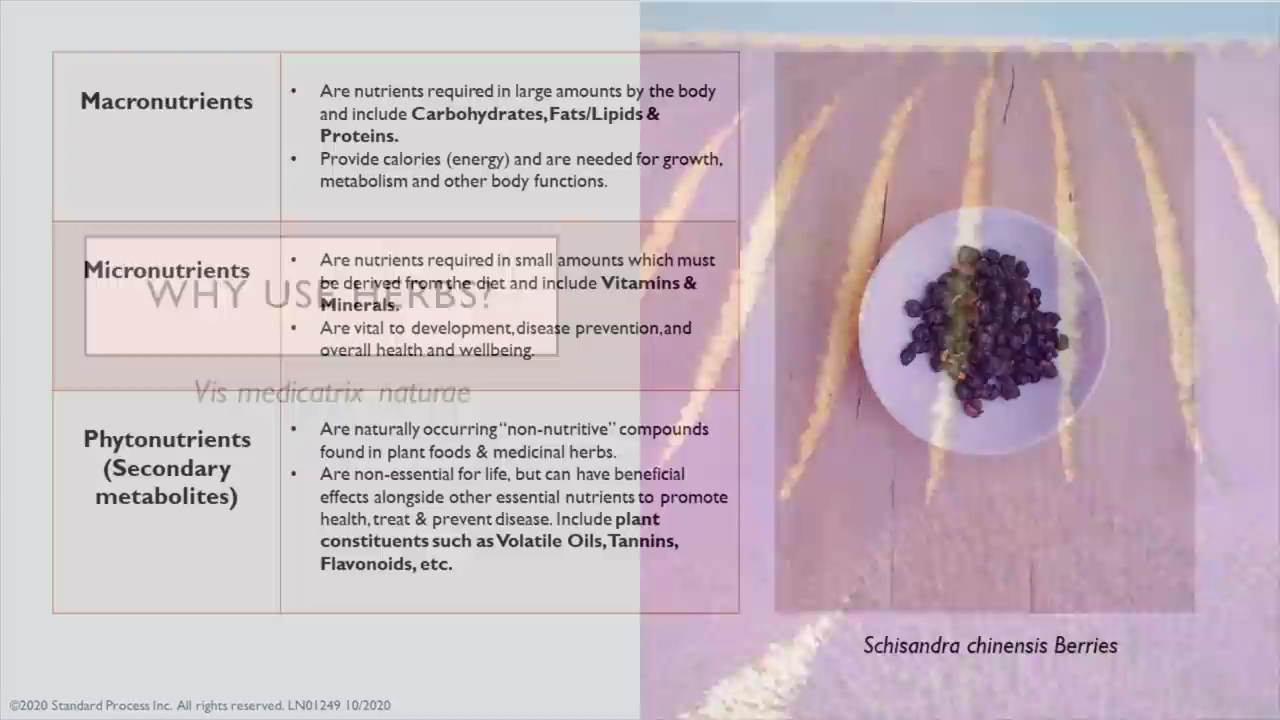 Macronutrients
• Are nutrients required in large amounts by the body
and include Carbohydrates, Fats/Lipids &
Proteins.
• Provide calories (energy) and are needed for growth,
metabolism and other body functions.
Micronutrients
• Are nutrients required in small amounts which must
be derived from the diet and include Vitamins &
Minerals.
• Are vital to development, disease prevention, and
overall health and wellbeing.
WHY USE HERBS?
Vis medicatrix naturae
Phytonutrients
(Secondary
metabolites)
• Are naturally occurring “non-nutritive” compounds
found in plant foods & medicinal herbs.
• Are non-essential for life, but can have beneficial
effects alongside other essential nutrients to promote
health, treat & prevent disease. Include plant
constituents such as Volatile Oils, Tannins,
Flavonoids, etc.
Schisandra chinensis Berries
©2020 Standard Process Inc. All rights reserved. LN01249 10/2020